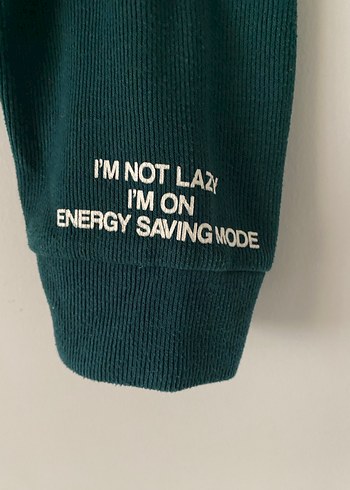 I'M NOT LAZY
I'M ON
ENERGY SAVING MODE